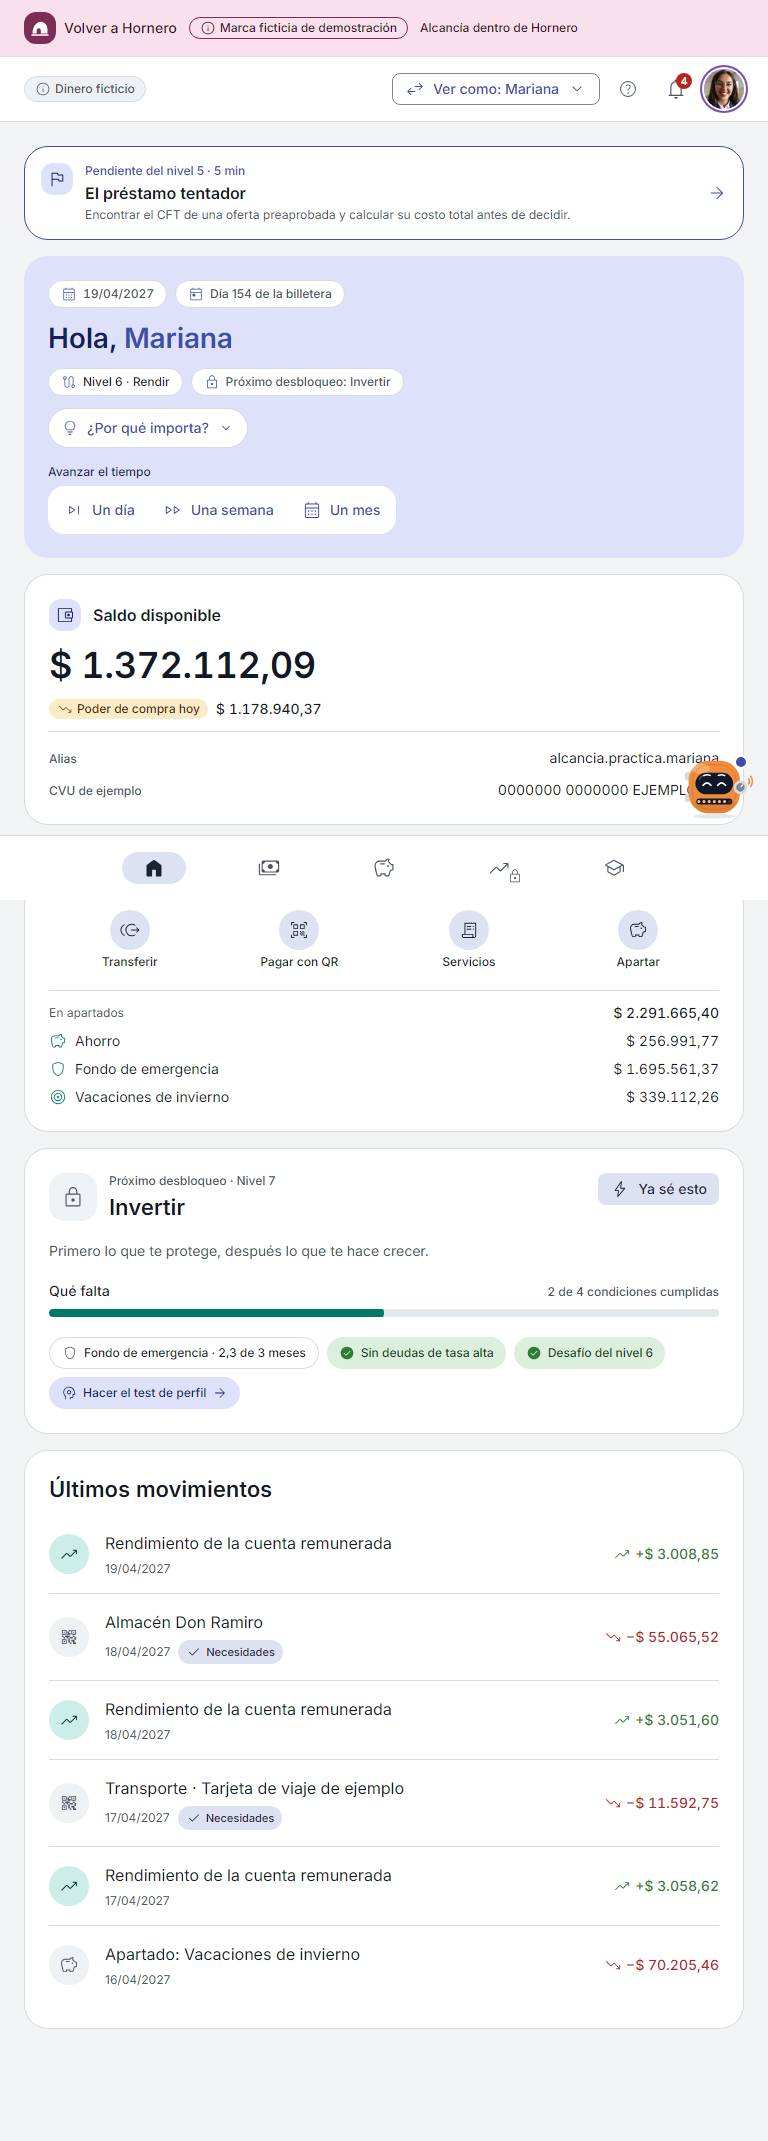 Volver a Hornero
Marca ficticia de demostración
Alcancía dentro de Hornero
Dinero ficticio
Ver como: Mariana
4
Pendiente del nivel 5 · 5 min
El préstamo tentador
Encontrar el CFT de una oferta preaprobada y calcular su costo total antes de decidir.
19/04/2027
Día 154 de la billetera
Hola, Mariana
Nivel 6 · Rendir
Próximo desbloqueo: Invertir
¿Por qué importa?
Avanzar el tiempo
Un día
Una semana
Un mes
Saldo disponible
$ 1.372.112,09
Poder de compra hoy $ 1.178.940,37
Alias alcancia.practica.mariana
CVU de ejemplo 0000000 0000000
Transferir
Pagar con QR
Servicios
Apartar
En apartados $ 2.291.665,40
Ahorro $ 256.991,77
Fondo de emergencia $ 1.695.561,37
Vacaciones de invierno $ 339.112,26
Próximo desbloqueo · Nivel 7
Invertir
Ya sé esto
Primero lo que te protege, después lo que te hace crecer.
Qué falta 2 de 4 condiciones cumplidas
Fondo de emergencia · 2,3 de 3 meses
Sin deudas de tasa alta
Desafío del nivel 6
Hacer el test de perfil
Últimos movimientos
Rendimiento de la cuenta remunerada
19/04/2027
+$ 3.008,85
Almacén Don Ramiro
18/04/2027 Necesidades
−$ 55.065,52
Rendimiento de la cuenta remunerada
18/04/2027
+$ 3.051,60
Transporte · Tarjeta de viaje de ejemplo
17/04/2027 Necesidades
−$ 11.592,75
Rendimiento de la cuenta remunerada
17/04/2027
+$ 3.058,62
Apartado: Vacaciones de invierno
16/04/2027
−$ 70.205,46